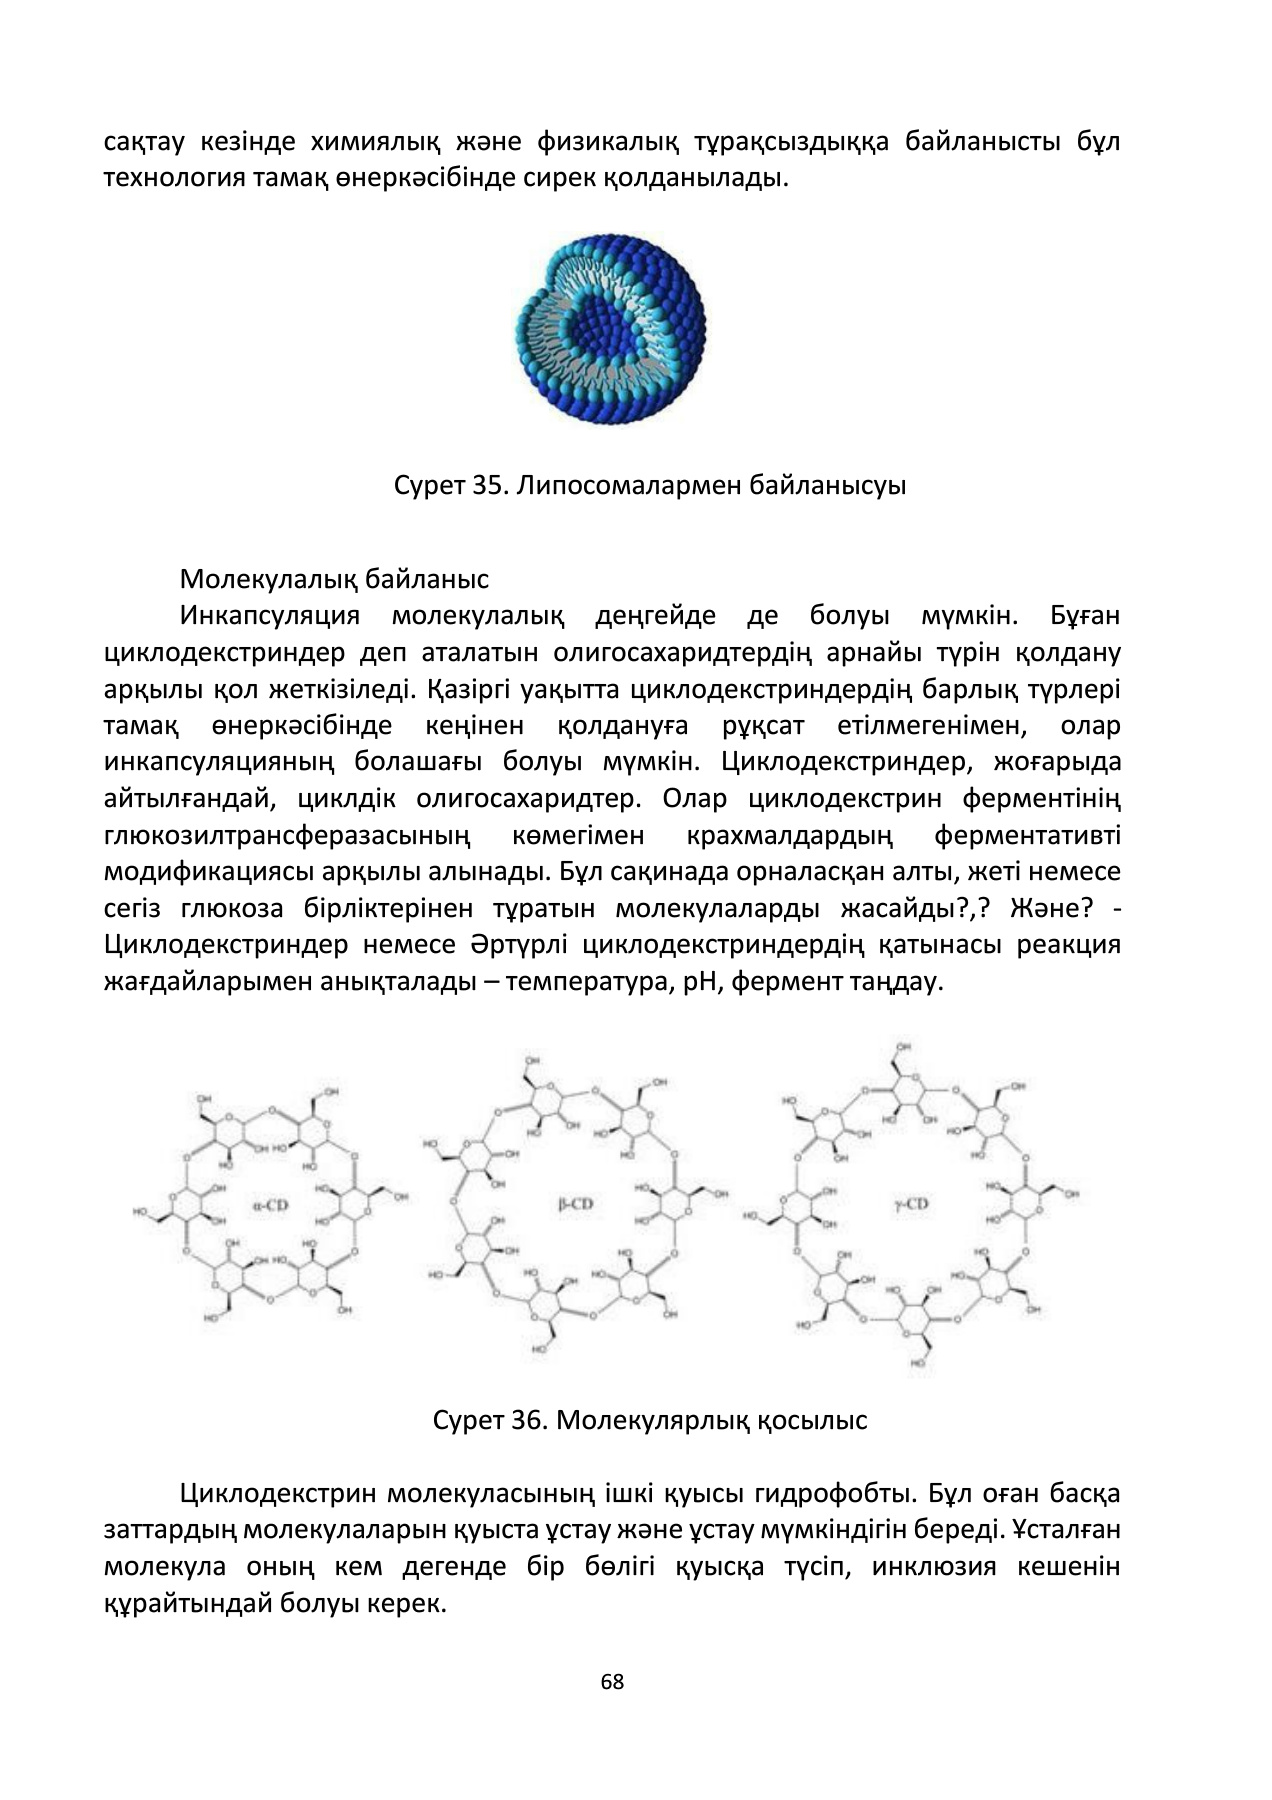 сақтау кезінде химиялық және физикалық тұрақсыздыққа байланысты бұл
технология тамақ өнеркәсібінде сирек қолданылады.
Сурет 35. Липосомалармен байланысуы
Молекулалық байланыс
Инкапсуляция молекулалық деңгейде де болуы мүмкін. Бұған
циклодекстриндер деп аталатын олигосахаридтердің арнайы түрін қолдану
арқылы қол жеткізіледі. Қазіргі уақытта циклодекстриндердің барлық түрлері
тамақ өнеркәсібінде кеңінен қолдануға рұқсат етілмегенімен, олар
инкапсуляцияның болашағы болуы мүмкін. Циклодекстриндер, жоғарыда
айтылғандай, циклдік олигосахаридтер. Олар циклодекстрин ферментінің
глюкозилтрансферазасының көмегімен крахмалдардың ферментативті
модификациясы арқылы алынады. Бұл сақинада орналасқан алты, жеті немесе
сегіз глюкоза бірліктерінен тұратын молекулаларды жасайды?,? Және? -
Циклодекстриндер немесе Әртүрлі циклодекстриндердің қатынасы реакция
жағдайларымен анықталады – температура, pH, фермент таңдау.
α-CD
β-CD
γ-CD
Сурет 36. Молекулярлық қосылыс
Циклодекстрин молекуласының ішкі қуысы гидрофобты. Бұл оған басқа
заттардың молекулаларын қуыста ұстау және ұстау мүмкіндігін береді. Ұсталған
молекула оның кем дегенде бір бөлігі қуысқа түсіп, инклюзия кешенін
құрайтындай болуы керек.
68